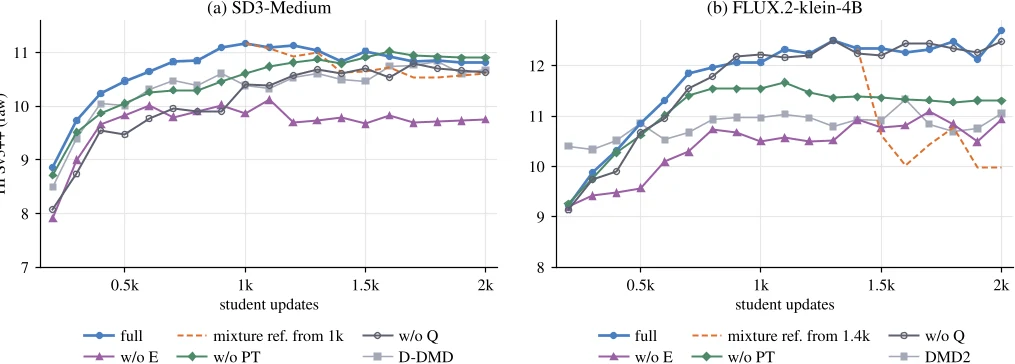 (a) SD3-Medium
(b) FLUX.2-klein-4B
11
10
9
8
7
12
11
10
9
8
0.5k
1k
1.5k
2k
0.5k
1k
1.5k
2k
student updates
student updates
full
mixture ref. from 1k
w/o Q
w/o E
w/o PT
D-DMD
full
mixture ref. from 1.4k
w/o Q
w/o E
w/o PT
DMD2